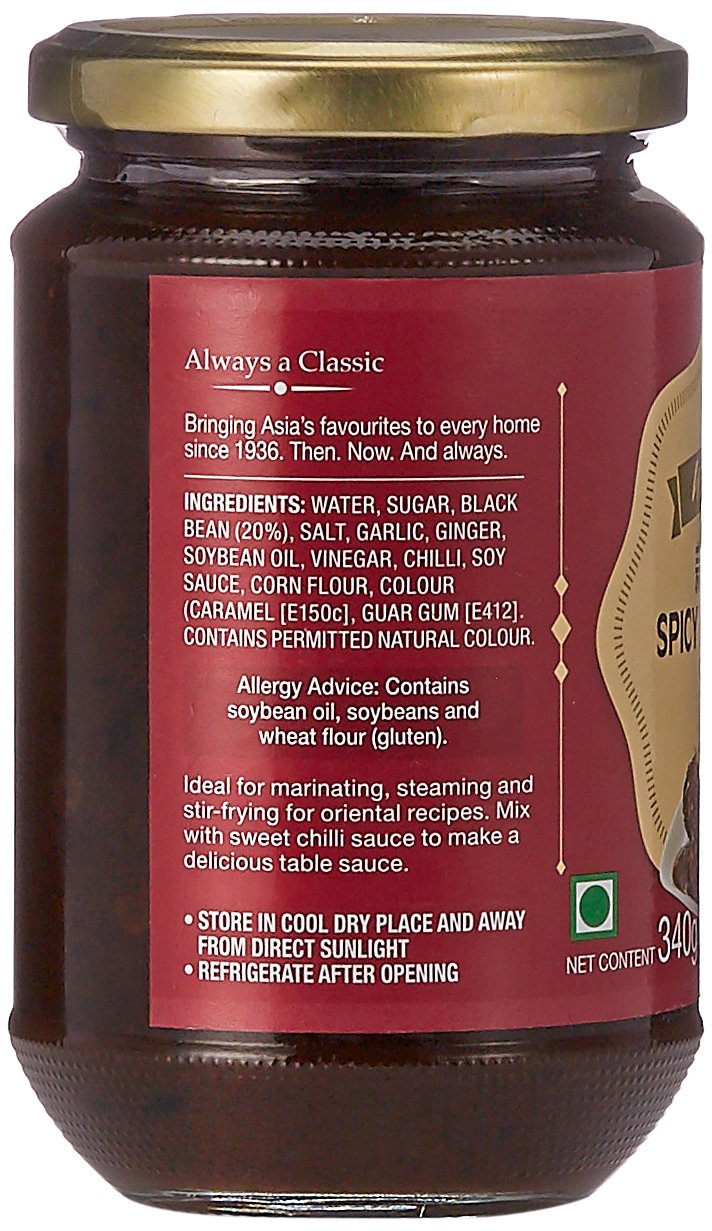 Always a Classic
Bringing Asia's favourites to every home
since 1936. Then. Now. And always.
INGREDIENTS: WATER, SUGAR, BLACK
BEAN (20%), SALT, GARLIC, GINGER,
SOYBEAN OIL, VINEGAR, CHILLI, SOY
SAUCE, CORN FLOUR, COLOUR
(CARAMEL [E150c], GUAR GUM [E412].
CONTAINS PERMITTED NATURAL COLOUR.
Allergy Advice: Contains
soybean oil, soybeans and
wheat flour (gluten).
Ideal for marinating, steaming and
stir-frying for oriental recipes. Mix
with sweet chilli sauce to make a
delicious table sauce.
• STORE IN COOL DRY PLACE AND AWAY
FROM DIRECT SUNLIGHT
• REFRIGERATE AFTER OPENING
SPICY
NET CONTENT 340g